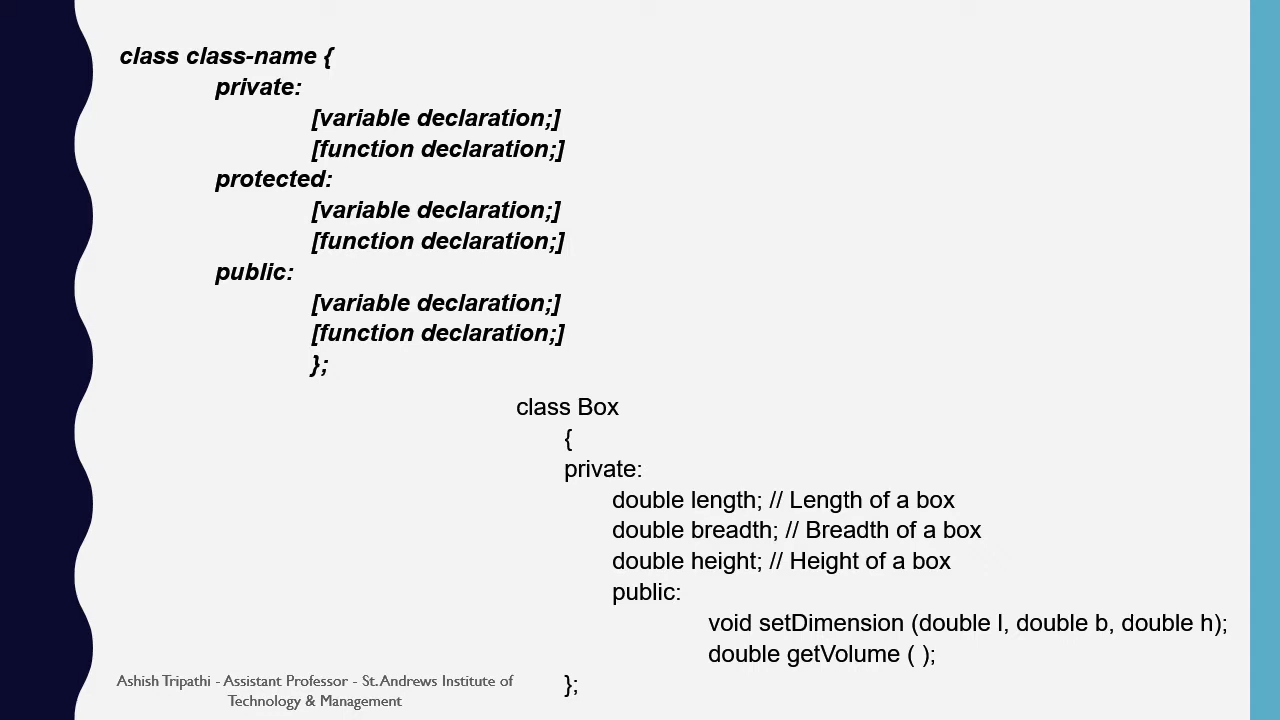 class class-name {
private:
[variable declaration;]
[function declaration;]
protected:
[variable declaration;]
[function declaration;]
public:
[variable declaration;]
[function declaration;]
};
class Box
{
private:
double length; // Length of a box
double breadth; // Breadth of a box
double height; // Height of a box
public:
void setDimension (double l, double b, double h);
double getVolume ( );
};
Ashish Tripathi - Assistant Professor - St.Andrews Institute of
Technology & Management